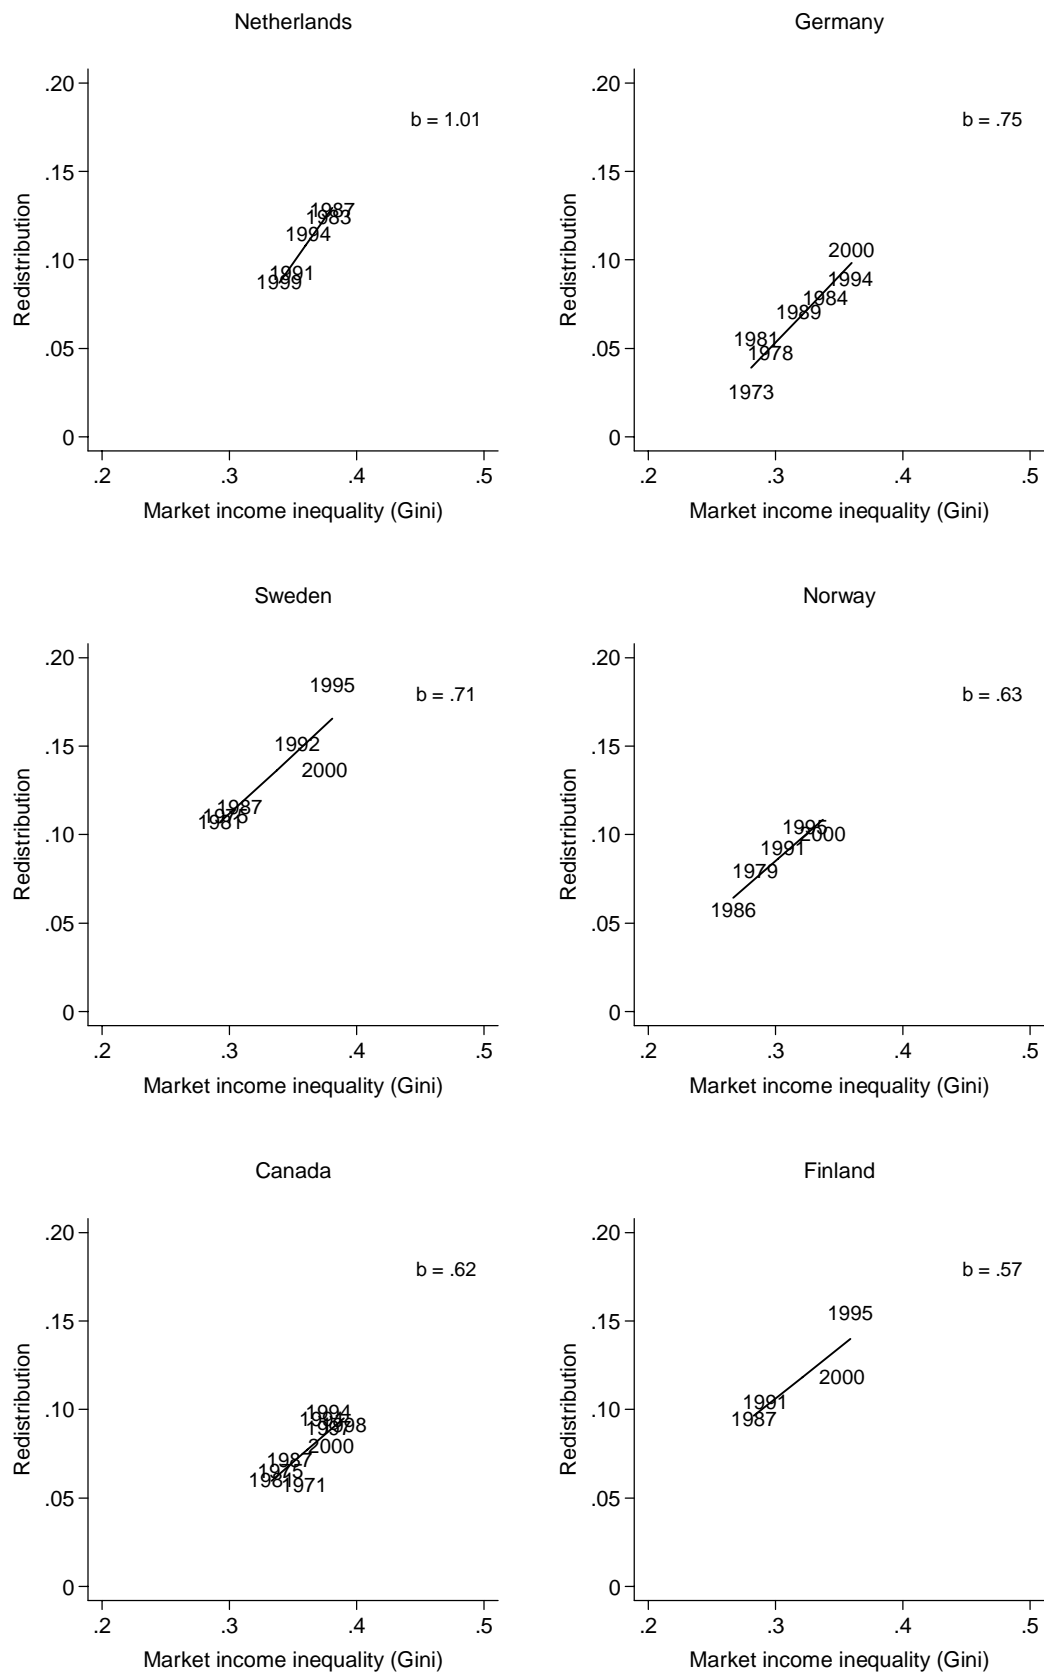 Netherlands
.20
b = 1.01
.15
1987
1983
1994
.10
1991
1999
.05
0
.2 .3 .4 .5
Redistribution
Market income inequality (Gini)
Germany
.20
b = .75
.15
2000
.10
1994
1984
1989
1981
.05
1978
1973
0
.2 .3 .4 .5
Redistribution
Market income inequality (Gini)
Sweden
.20
1995
b = .71
.15
1992
2000
1987
.10
1975
1981
.05
0
.2 .3 .4 .5
Redistribution
Market income inequality (Gini)
Norway
.20
b = .63
.15
1995
.10
2000
1991
1979
1986
.05
0
.2 .3 .4 .5
Redistribution
Market income inequality (Gini)
Canada
.20
b = .62
.15
1994
.10
1998
1997
2000
1987
1975
1981
1971
.05
0
.2 .3 .4 .5
Redistribution
Market income inequality (Gini)
Finland
.20
b = .57
.15
1995
2000
1991
.10
1987
.05
0
.2 .3 .4 .5
Redistribution
Market income inequality (Gini)